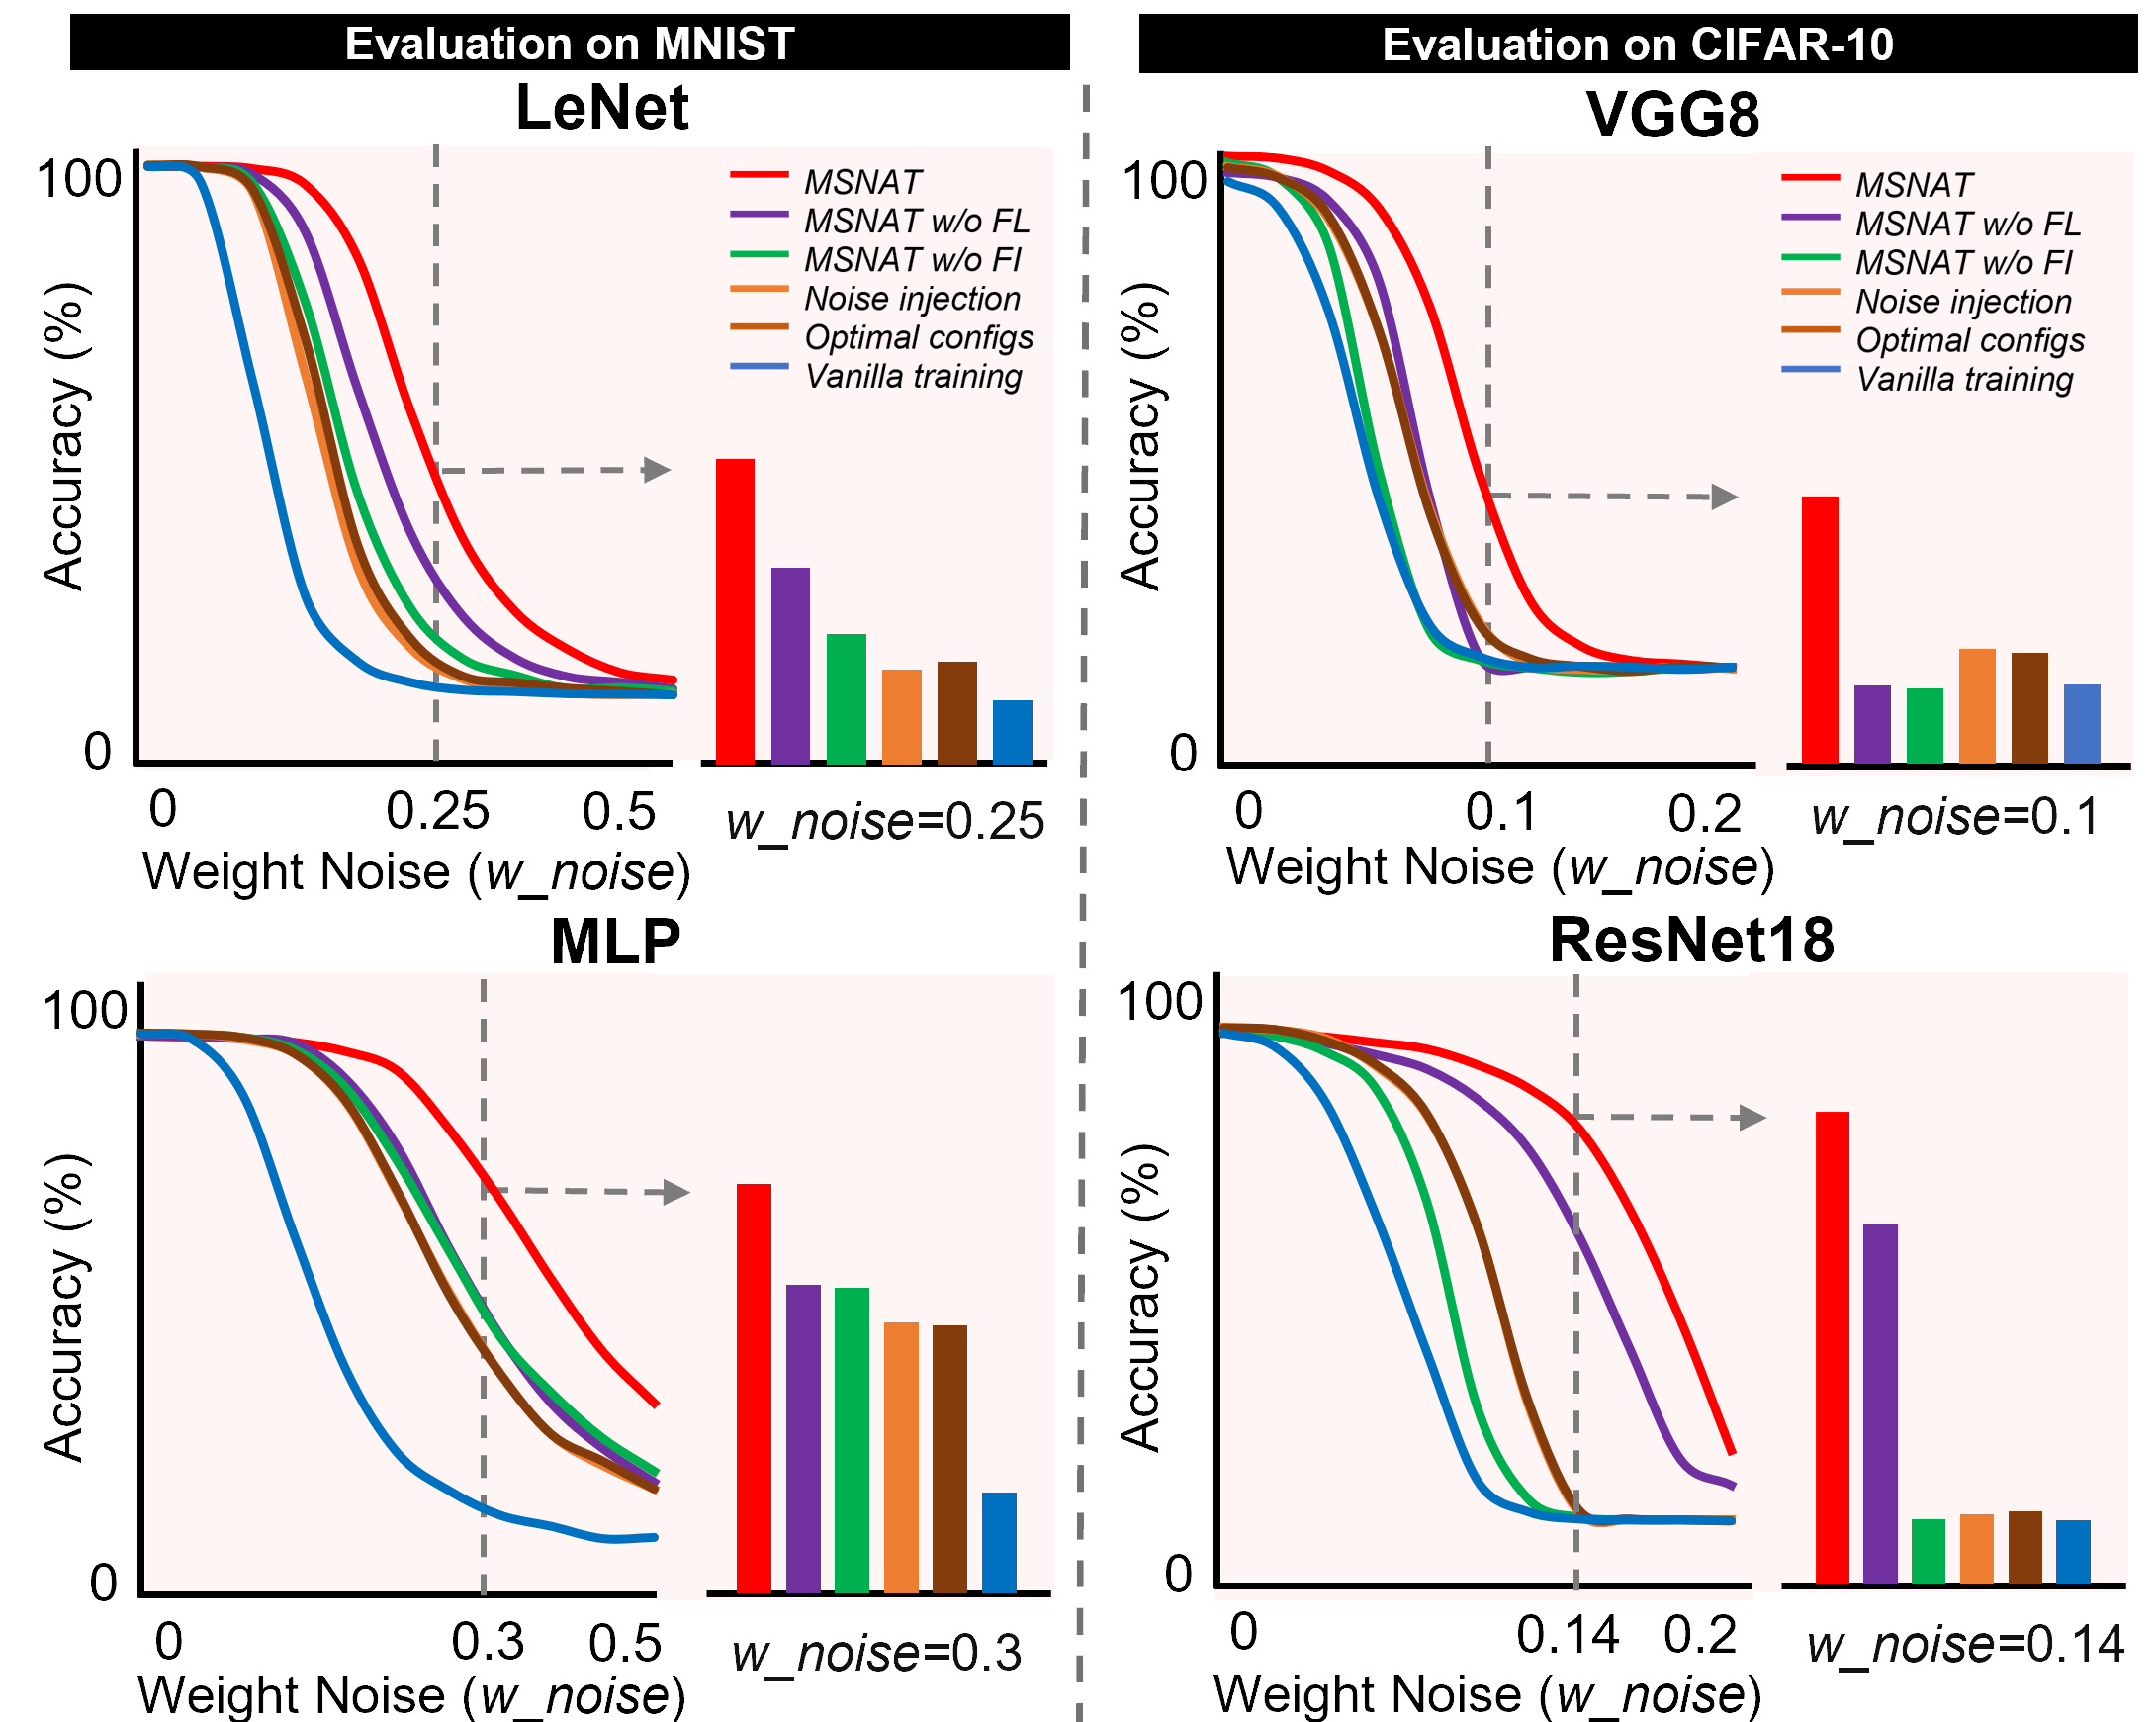 Evaluation on MNIST
LeNet
100
Accuracy (%)
0
MSNAT
MSNAT w/o FL
MSNAT w/o FI
Noise injection
Optimal configs
Vanilla training
0
0.25
0.5
w_noise=0.25
Weight Noise (w_noise)
MLP
100
Accuracy (%)
0
0
0.3
0.5
w_noise=0.3
Weight Noise (w_noise)
Evaluation on CIFAR-10
VGG8
100
Accuracy (%)
0
MSNAT
MSNAT w/o FL
MSNAT w/o FI
Noise injection
Optimal configs
Vanilla training
0
0.1
0.2
w_noise=0.1
Weight Noise (w_noise)
ResNet18
100
Accuracy (%)
0
0
0.14
0.2
w_noise=0.14
Weight Noise (w_noise)